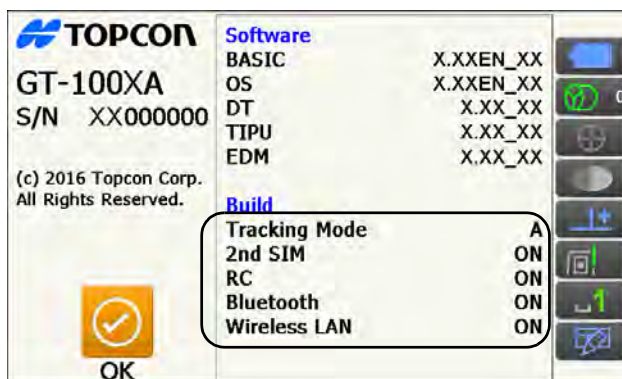 TOPCON
GT-100XA
S/N XX000000
(c) 2016 Topcon Corp.
All Rights Reserved.
OK
Software
BASIC X.XXEN_XX
OS X.XXEN_XX
DT X.XX_XX
TIPU X.XX_XX
EDM X.XX_XX
Build
Tracking Mode A
2nd SIM ON
RC ON
Bluetooth ON
Wireless LAN ON
1